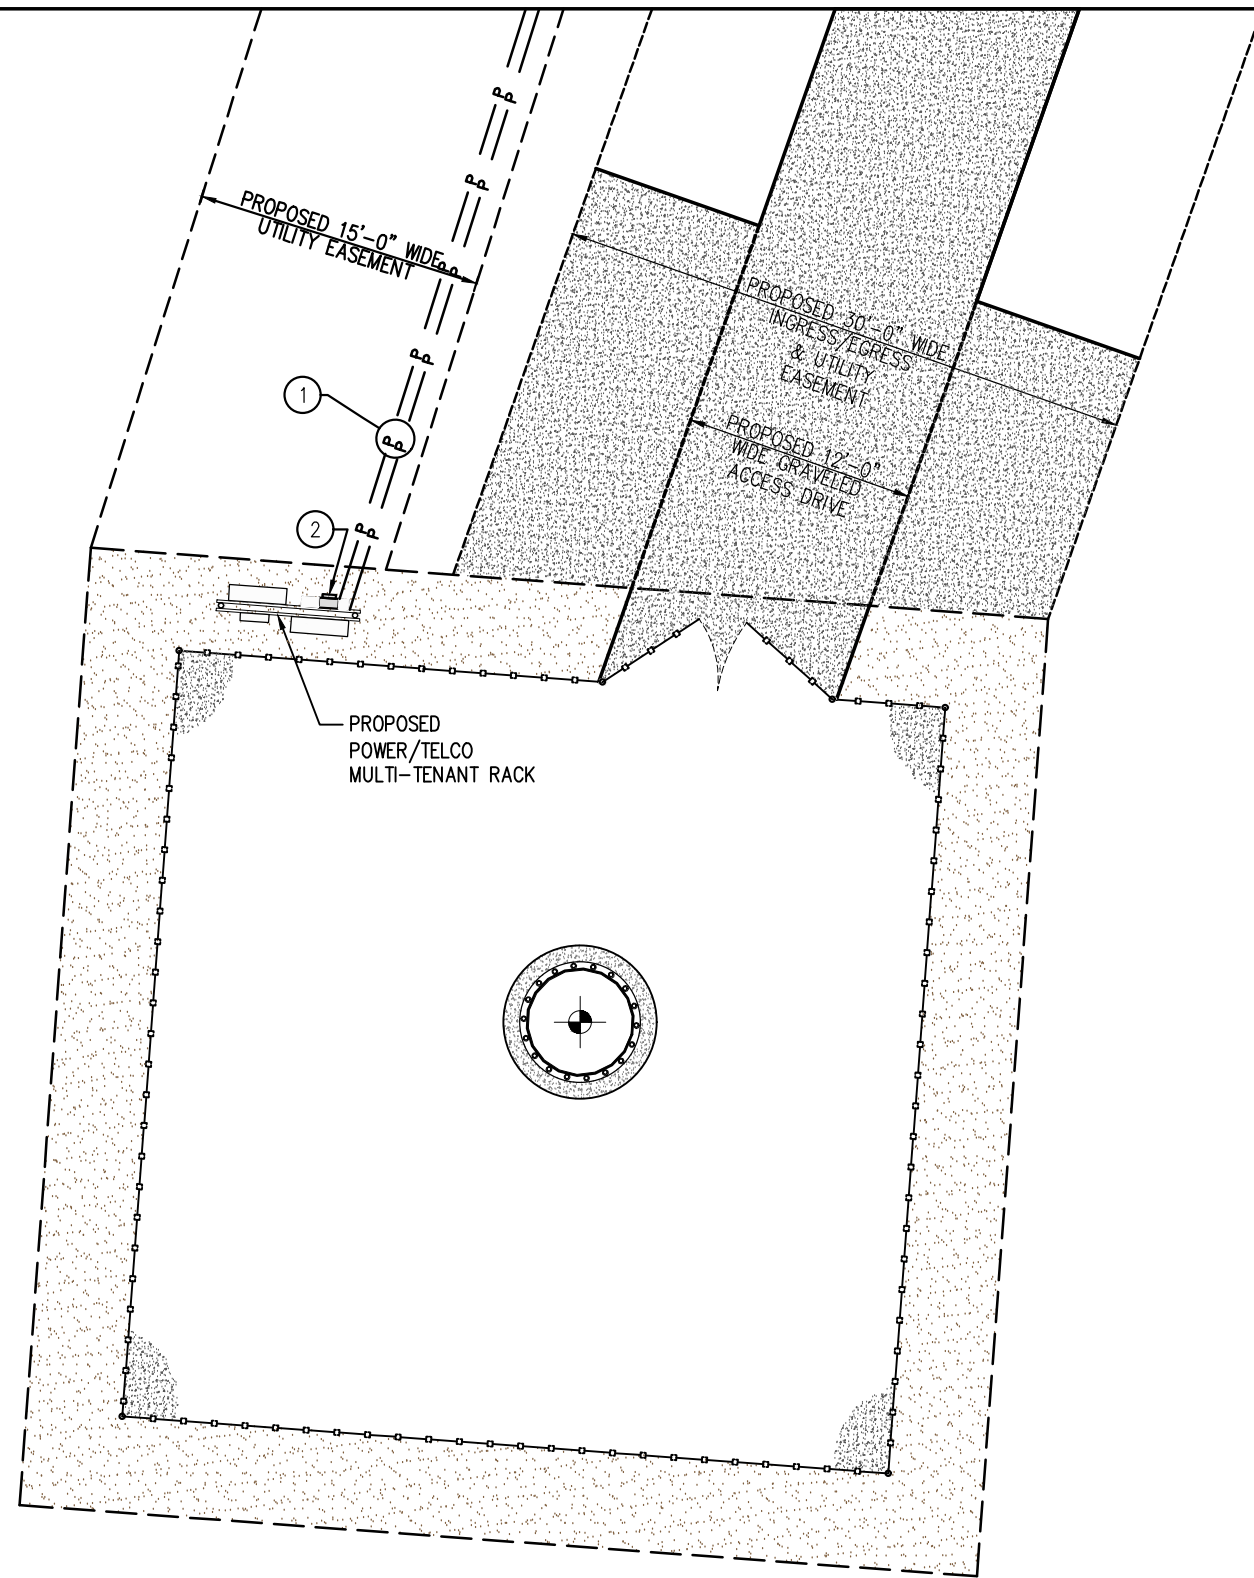 P
P
P
P
PROPOSED 15'-0" WIDE
UTILITY EASEMENT
P
P
PROPOSED 30'-0" WIDE
INGRESS/EGRESS
& UTILITY
EASEMENT
P
P
1
PROPOSED 12'-0"
WIDE GRAVELED
ACCESS DRIVE
P
P
2
P
P
PROPOSED
POWER/TELCO
MULTI-TENANT RACK